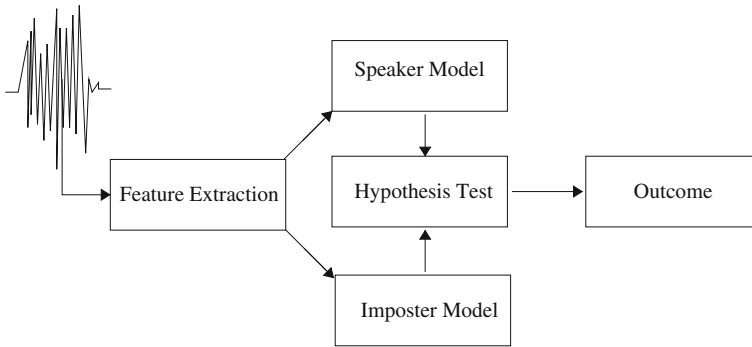 Speaker Model
Feature Extraction
Hypothesis Test
Outcome
Imposter Model